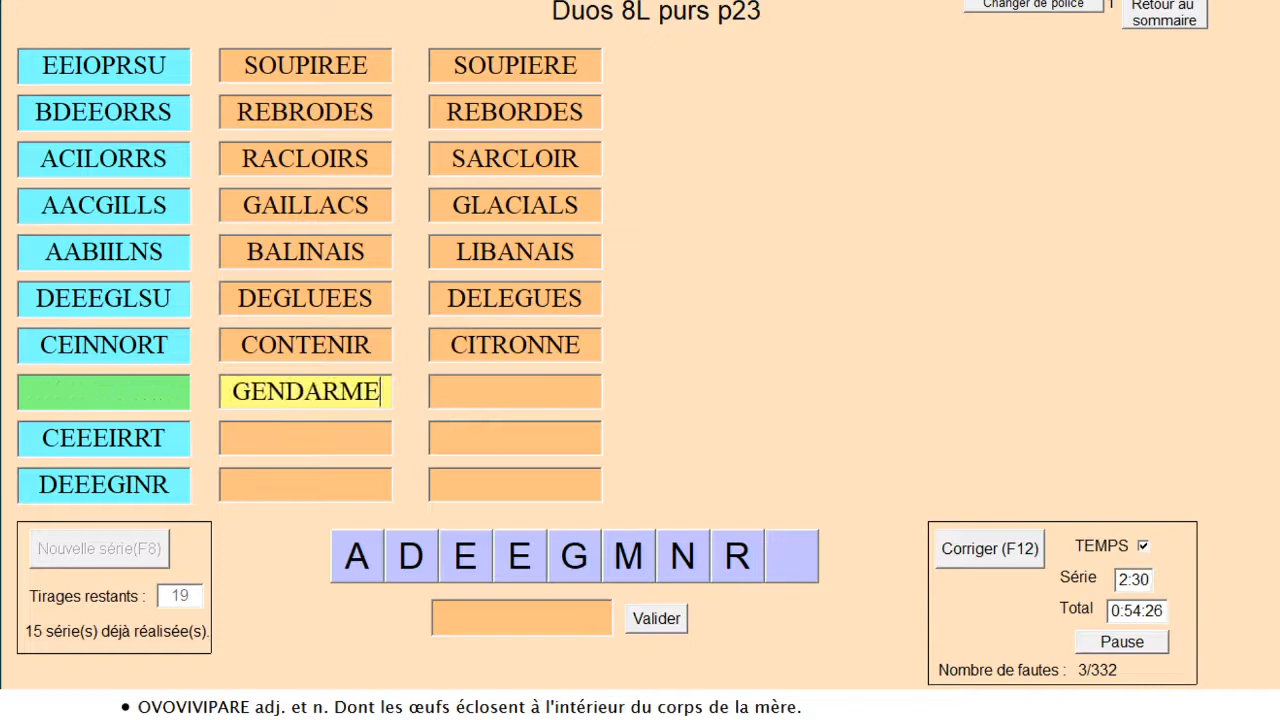 Duos 8L purs p23
Changer de police 1 Retour au
sommaire
EEIOPRSU SOUPIREE SOUPIERE
BDEEORRS REBRODES REBORDES
ACILORRS RACLOIRS SARCLOIR
AACGILLS GAILLACS GLACIALS
AABIILNS BALINAIS LIBANAIS
DEEEGLSU DEGLUEES DELEGUES
CEINNORT CONTENIR CITRONNE
GENDARME
CEEEIRRT
DEEEGINR
Nouvelle série(F8)
Tirages restants : 19
15 série(s) déjà réalisée(s).
A D E E G M N R
Valider
Corriger (F12) TEMPS
Série 2:30
Total 0:54:26
Pause
Nombre de fautes : 3/332
• OVOVIVIPARE adj. et n. Dont les œufs éclosent à l'intérieur du corps de la mère.